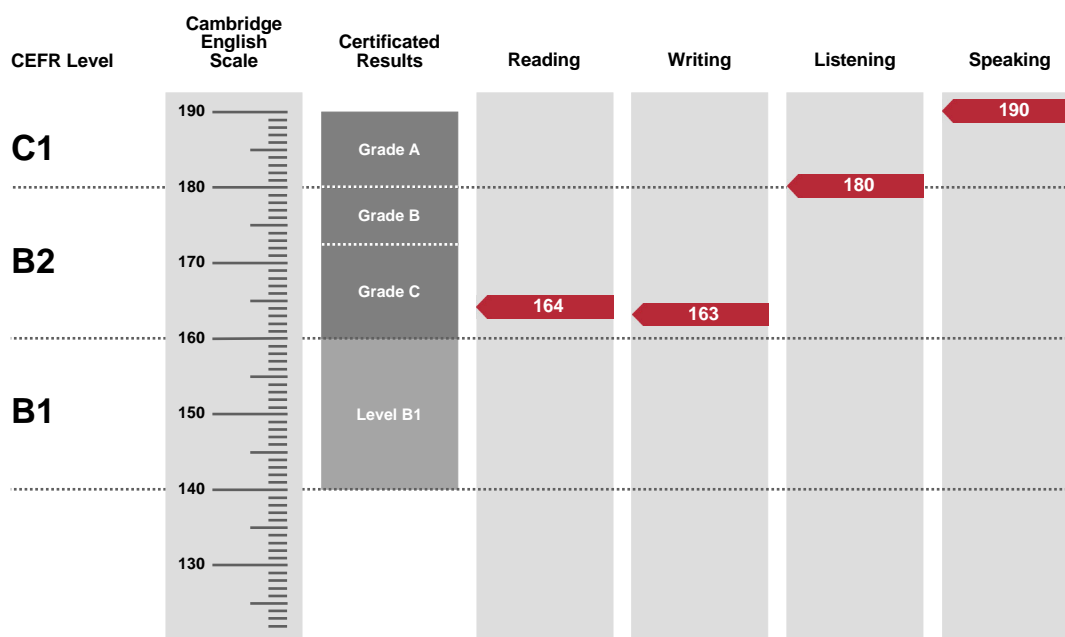 CEFR Level
Cambridge
English
Scale
Certificated
Results
Reading
Writing
Listening
Speaking
190
190
C1
Grade A
180
180
Grade B
B2
170
Grade C
164
163
160
B1
150
Level B1
140
130